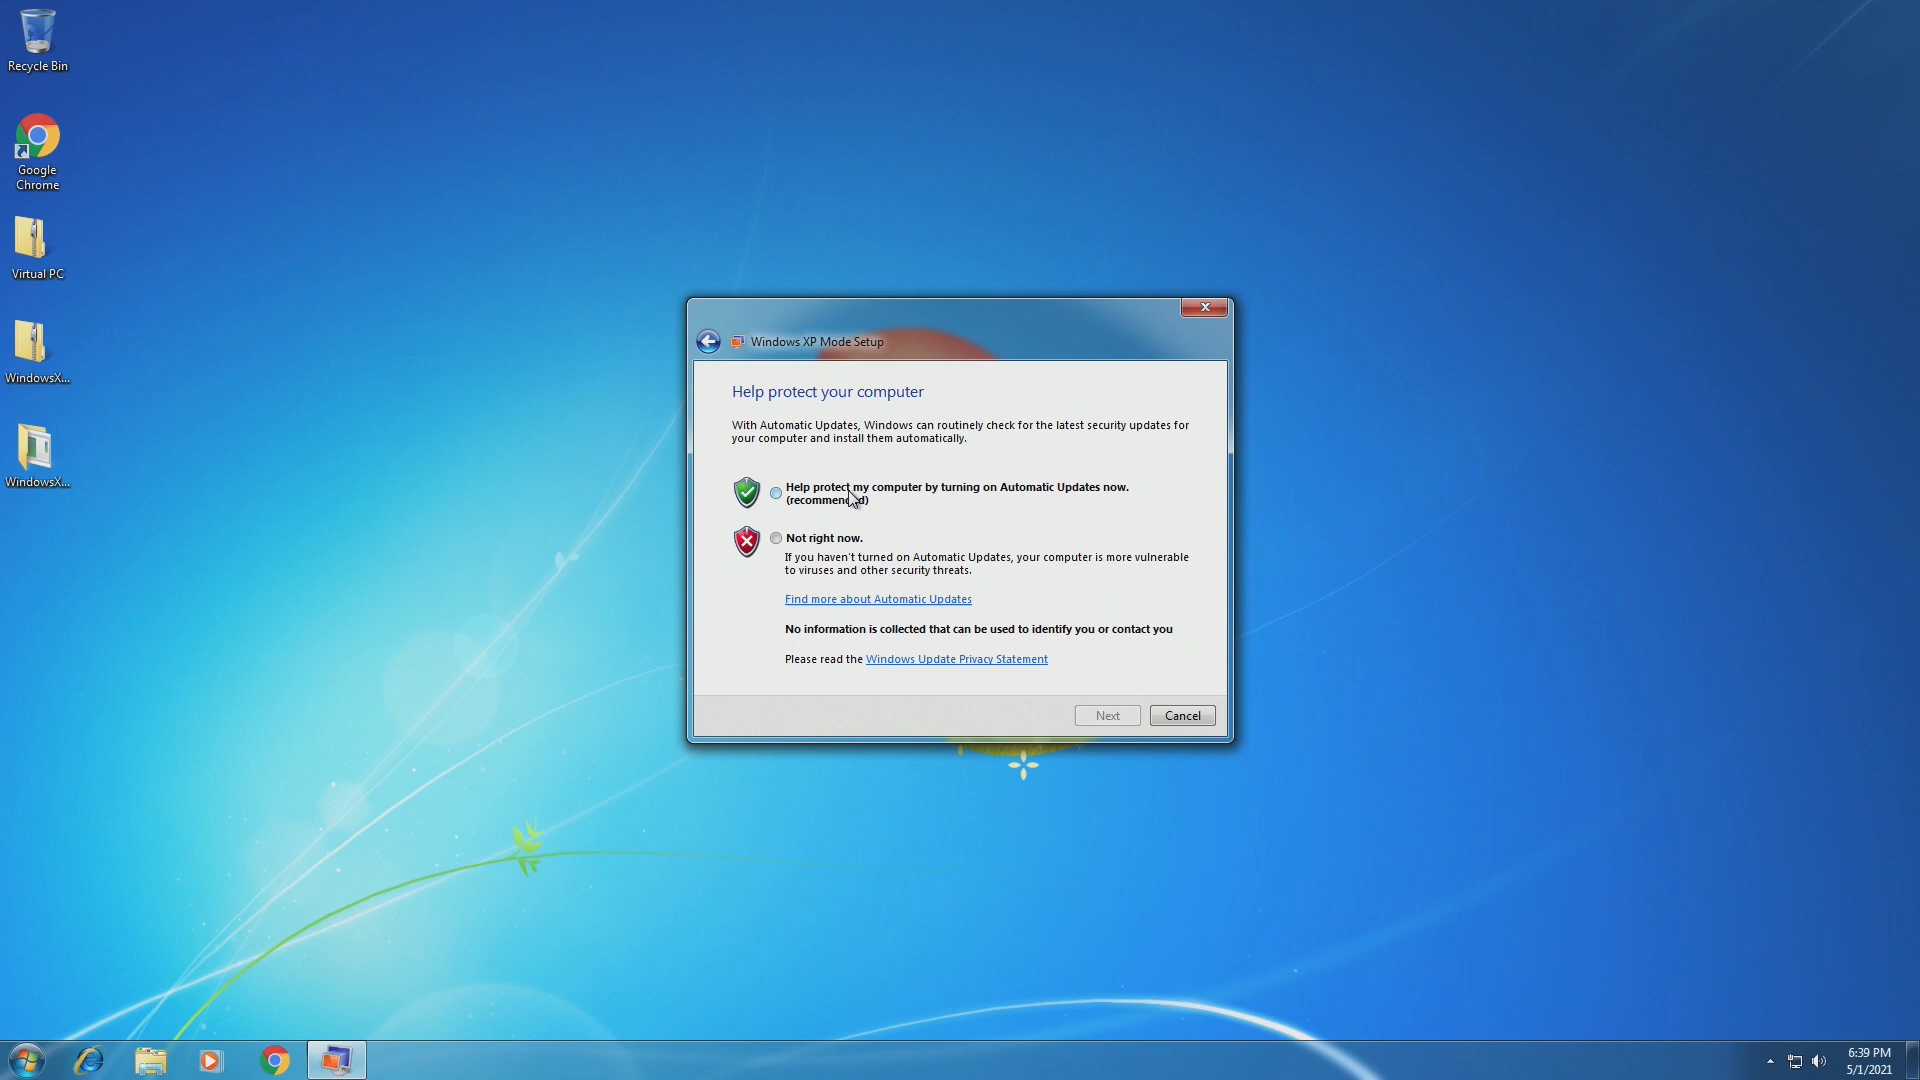 Recycle Bin
Google
Chrome
Virtual PC
WindowsX...
WindowsX...
Windows XP Mode Setup
Help protect your computer
With Automatic Updates, Windows can routinely check for the latest security updates for
your computer and install them automatically.
Help protect my computer by turning on Automatic Updates now.
(recommended)
Not right now.
If you haven't turned on Automatic Updates, your computer is more vulnerable
to viruses and other security threats.
Find more about Automatic Updates
No information is collected that can be used to identify you or contact you
Please read the Windows Update Privacy Statement
Next
Cancel
6:39 PM
5/1/2021